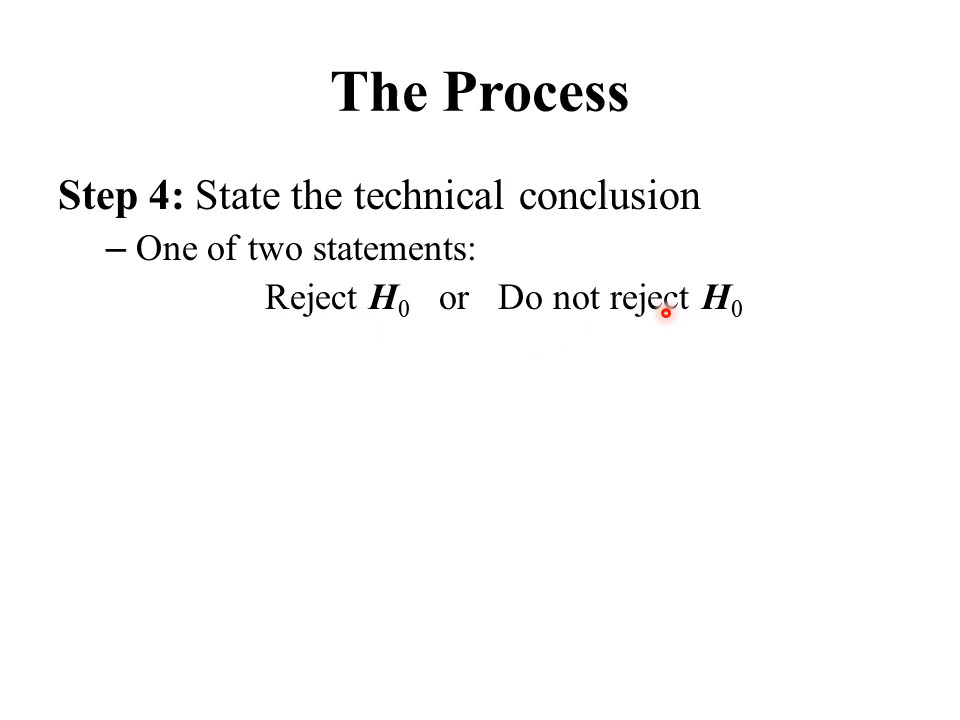 The Process
Step 4: State the technical conclusion
– One of two statements:
Reject H₀ or Do not reject H₀